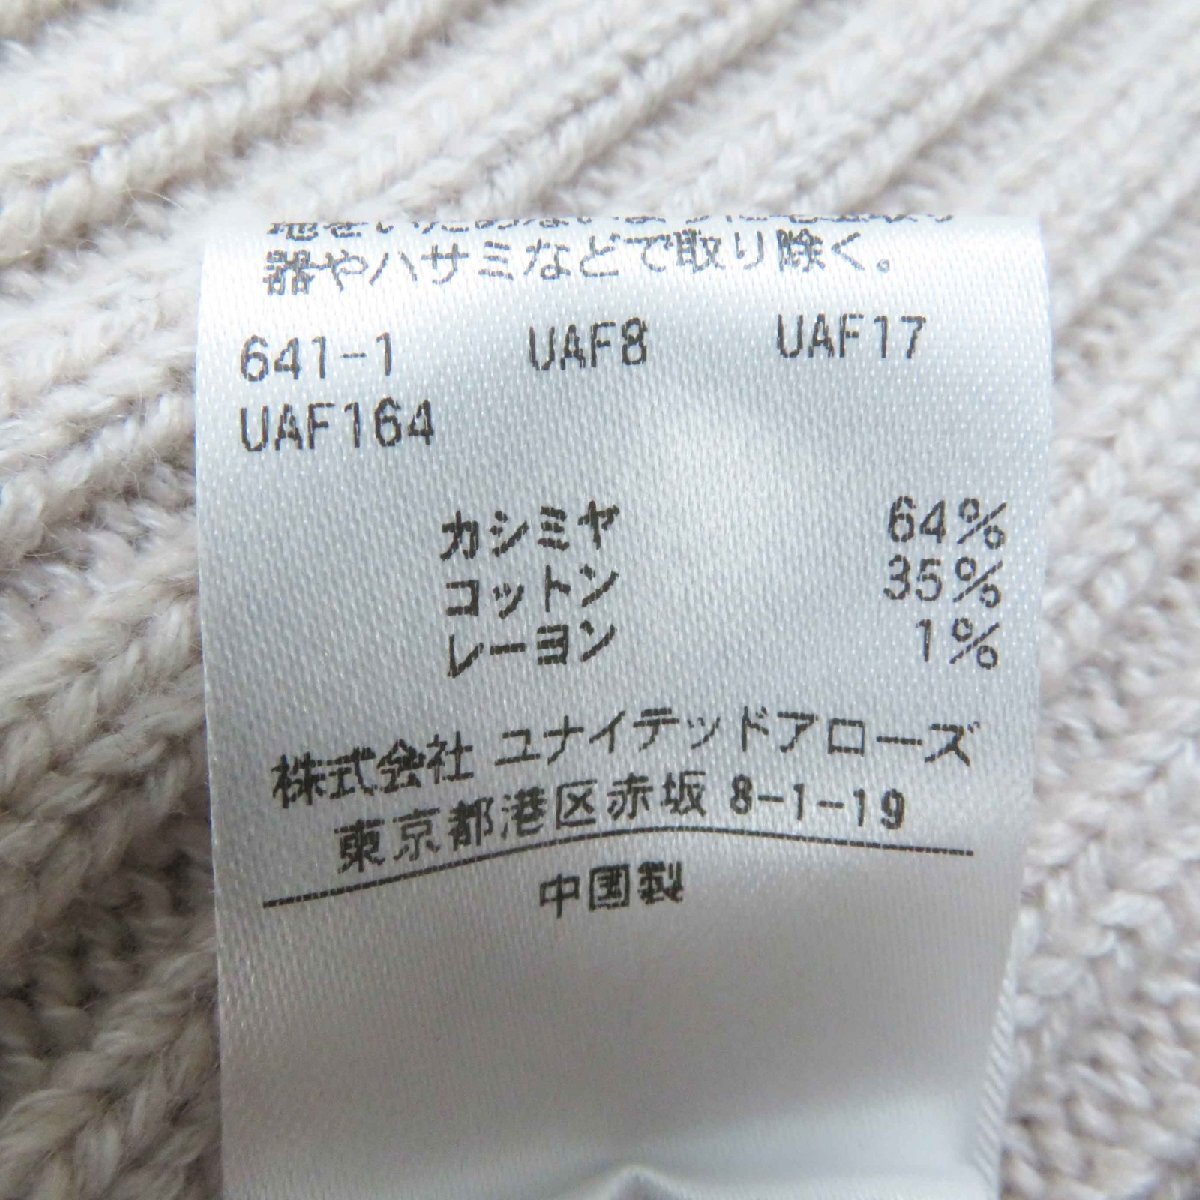 器やハサミなどで取り除く。
641-1 UAF8 UAF17
UAF164
カシミヤ 64%
コットン 35%
レーヨン 1%
株式会社 ユナイテッドアローズ
東京都港区赤坂 8-1-19
中国製